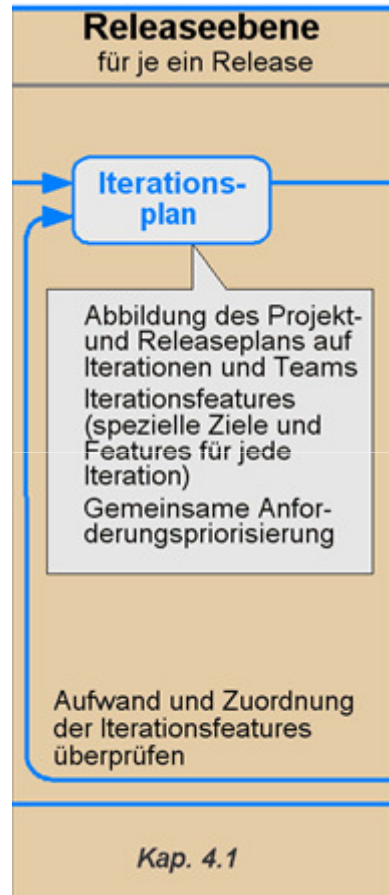 Releaseebene
für je ein Release
Iterations-
plan
Abbildung des Projekt-
und Releaseplans auf
Iterationen und Teams
Iterationsfeatures
(spezielle Ziele und
Features für jede
Iteration)
Gemeinsame Anfor-
derungspriorisierung
Aufwand und Zuordnung
der Iterationsfeatures
überprüfen
Kap. 4.1